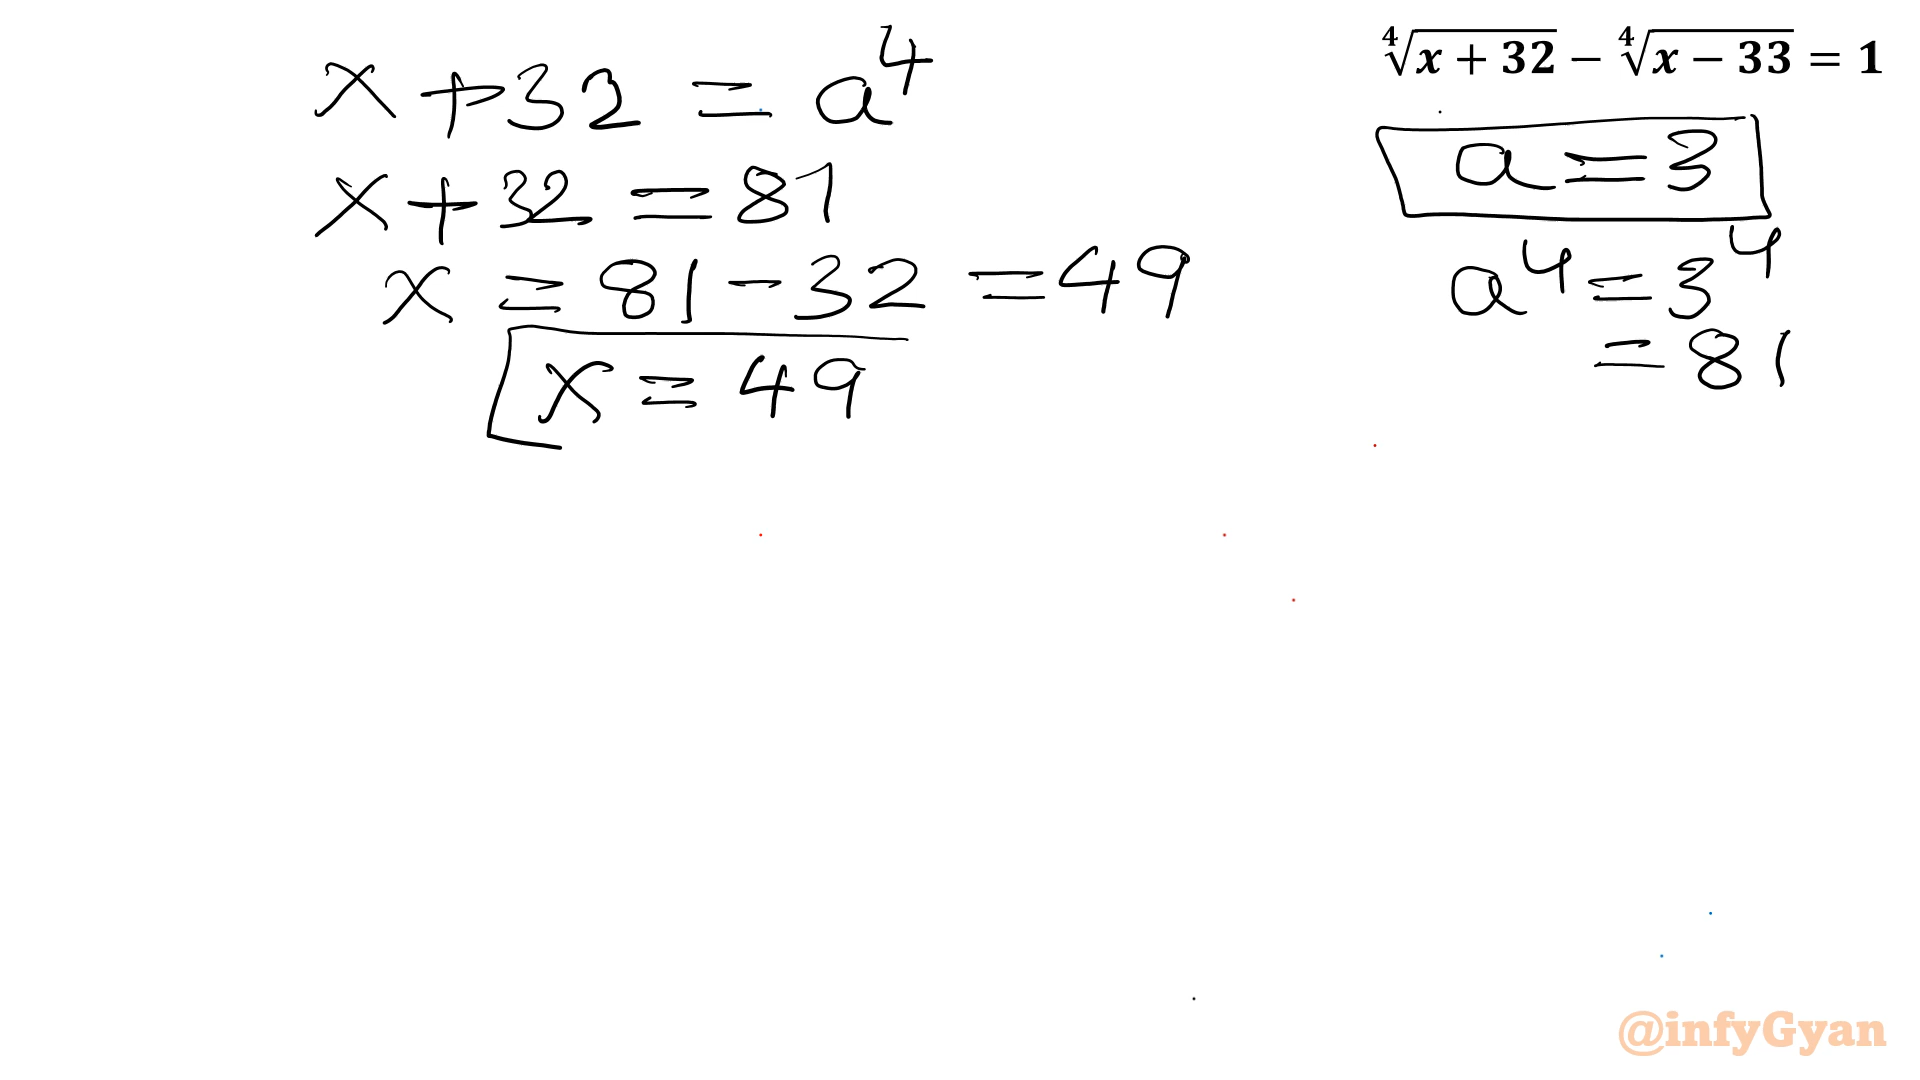 x + 32 = a⁴
x + 32 = 81
x = 81 - 32 = 49
x = 49
⁴√(x + 32) − ⁴√(x − 33) = 1
a = 3
a⁴ = 3⁴
= 81
@infyGyan